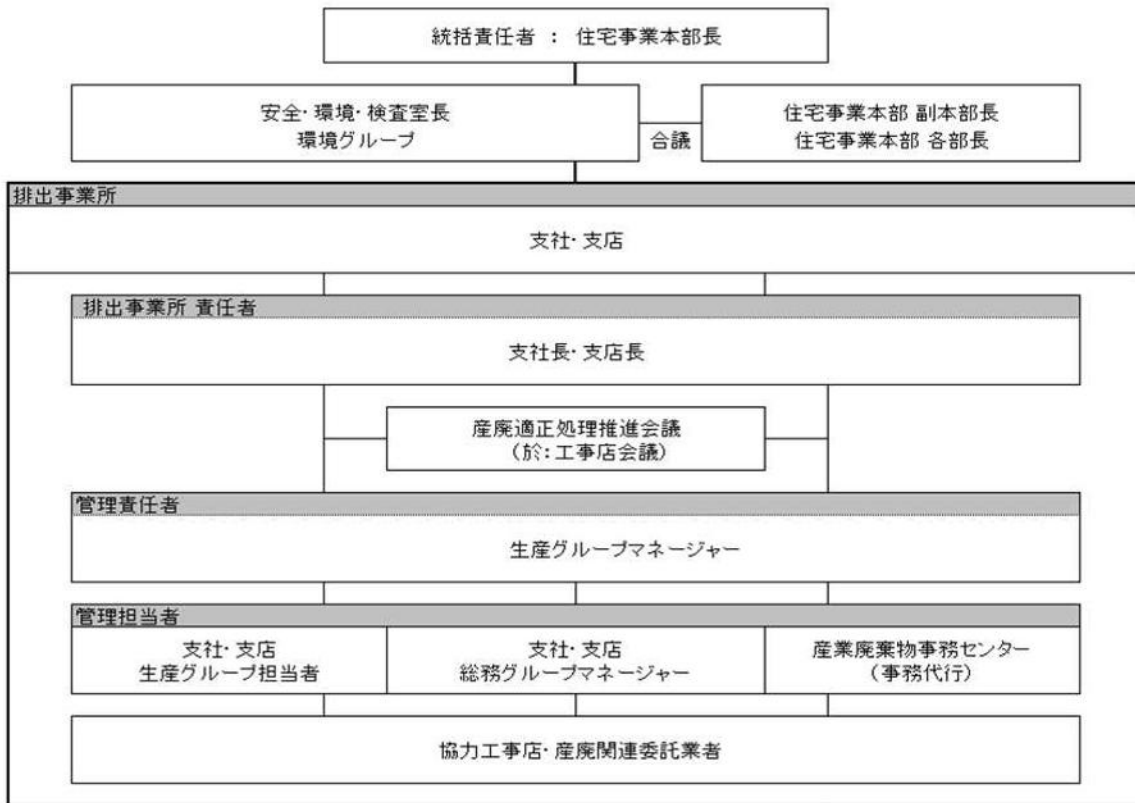 統括責任者 : 住宅事業本部長
安全・環境・検査室長
環境グループ
合議
住宅事業本部 副本部長
住宅事業本部 各部長
排出事業所
支社・支店
排出事業所 責任者
支社長・支店長
産廃適正処理推進会議
(於:工事店会議)
管理責任者
生産グループマネージャー
管理担当者
支社・支店
生産グループ担当者
支社・支店
総務グループマネージャー
産業廃棄物事務センター
(事務代行)
協力工事店・産廃関連委託業者